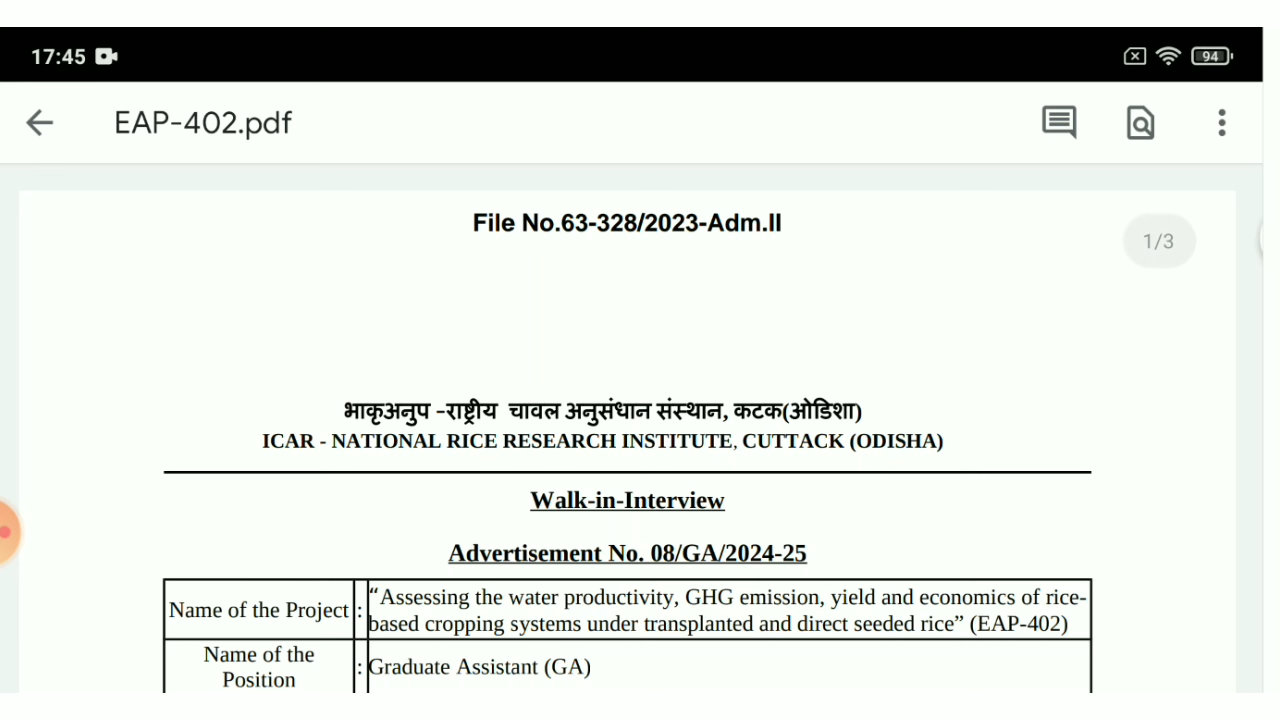 17:45
94
EAP-402.pdf
File No.63-328/2023-Adm.II
1/3
भाकृअनुप -राष्ट्रीय चावल अनुसंधान संस्थान, कटक(ओडिशा)
ICAR - NATIONAL RICE RESEARCH INSTITUTE, CUTTACK (ODISHA)
Walk-in-Interview
Advertisement No. 08/GA/2024-25
Name of the Project : “Assessing the water productivity, GHG emission, yield and economics of rice-
based cropping systems under transplanted and direct seeded rice” (EAP-402)
Name of the
Position : Graduate Assistant (GA)